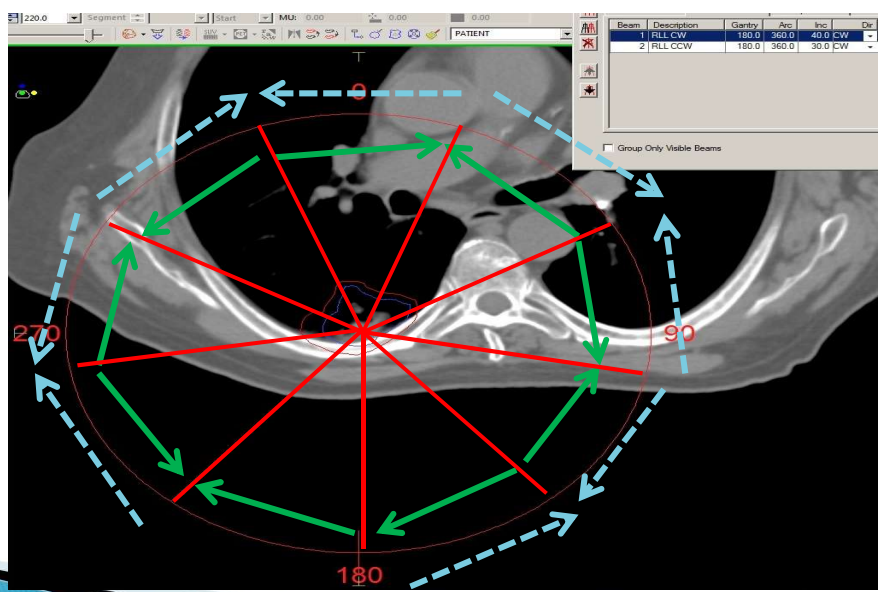 220.0 Segment Start MU: 0.00 0.00 0.00
PATIENT
Beam Description Gantry Arc Inc Dir
1 RLL CW 180.0 360.0 40.0 CW
2 RLL CCW 180.0 360.0 30.0 CW
Group Only Visible Beams
0
270
90
180